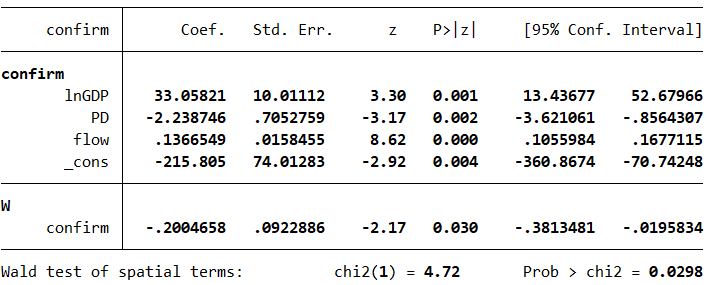 confirm Coef. Std. Err. z P>|z| [95% Conf. Interval]
confirm
lnGDP 33.05821 10.01112 3.30 0.001 13.43677 52.67966
PD -2.238746 .7052759 -3.17 0.002 -3.621061 -.8564307
flow .1366549 .0158455 8.62 0.000 .1055984 .1677115
_cons -215.805 74.01283 -2.92 0.004 -360.8674 -70.74248
W
confirm -.2004658 .0922886 -2.17 0.030 -.3813481 -.0195834
Wald test of spatial terms: chi2(1) = 4.72 Prob > chi2 = 0.0298